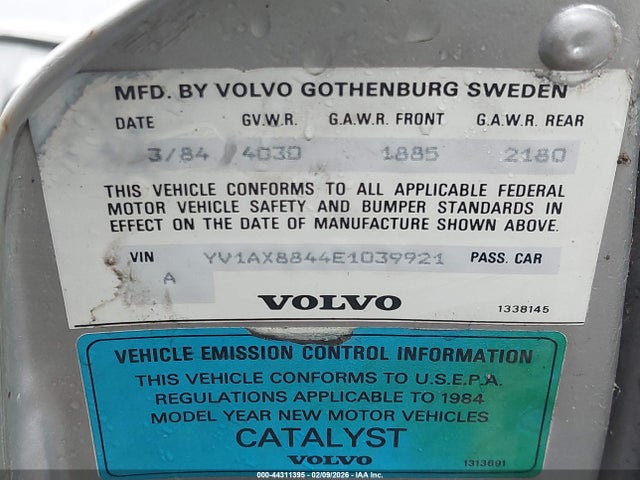 MFD. BY VOLVO GOTHENBURG SWEDEN
DATE GV.W.R. G.A.W.R. FRONT G.A.W.R. REAR
3/84 4030 1885 2180
THIS VEHICLE CONFORMS TO ALL APPLICABLE FEDERAL
MOTOR VEHICLE SAFETY AND BUMPER STANDARDS IN
EFFECT ON THE DATE OF MANUFACTURE SHOWN ABOVE.
VIN YV1AX8844E1039921 PASS. CAR
A
VOLVO 1338145
VEHICLE EMISSION CONTROL INFORMATION
THIS VEHICLE CONFORMS TO U.S.E.P.A.
REGULATIONS APPLICABLE TO 1984
MODEL YEAR NEW MOTOR VEHICLES
CATALYST
VOLVO 1313691
000-44311395 - 02/09/2026 - IAA Inc.